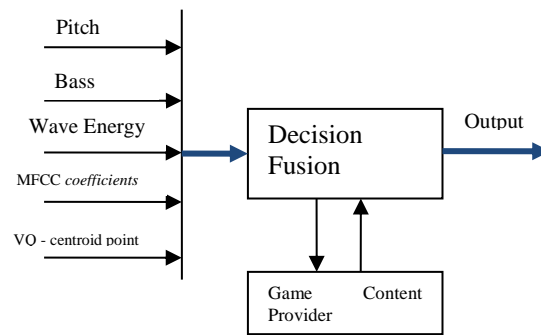 Pitch
Bass
Wave Energy
MFCC coefficients
VQ - centroid point
Decision
Fusion
Output
Game Content
Provider